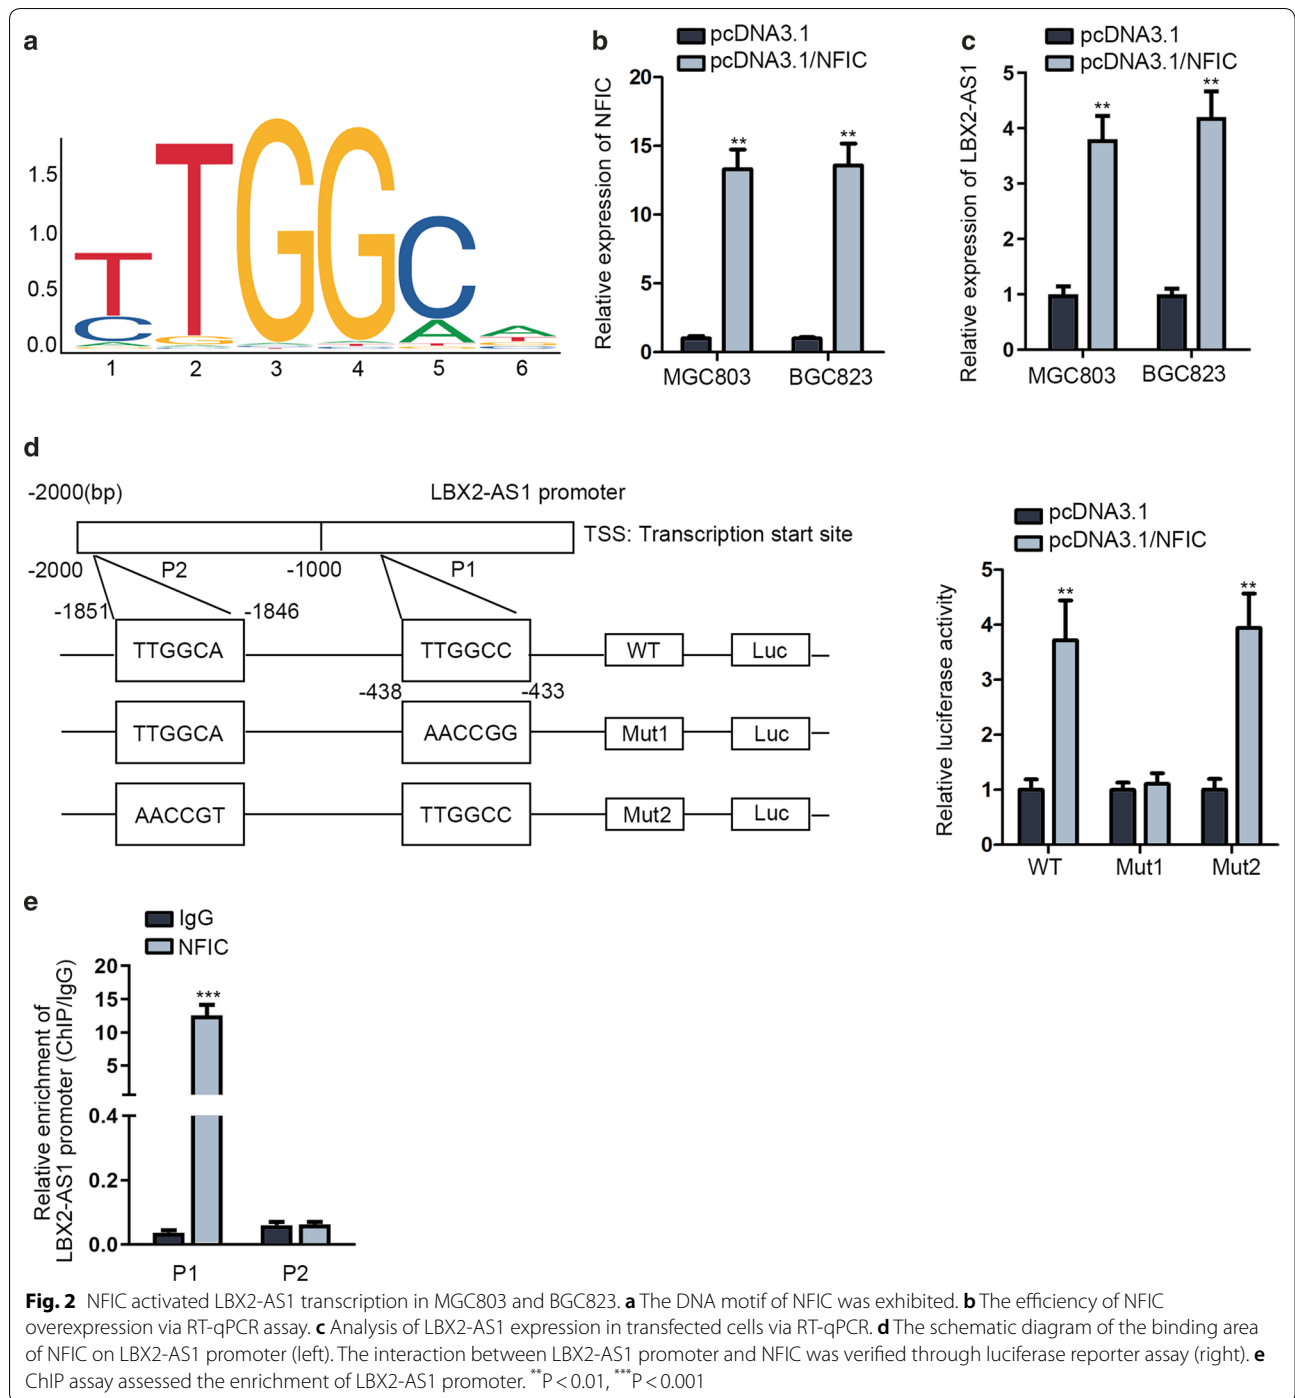 a
1.5
1.0
0.5
0.0
1 2 3 4 5 6
T C T G G C A A
b
pcDNA3.1
pcDNA3.1/NFIC
Relative expression of NFIC
20
15
10
5
0
** **
MGC803 BGC823
c
pcDNA3.1
pcDNA3.1/NFIC
Relative expression of LBX2-AS1
5
4
3
2
1
0
** **
MGC803 BGC823
d
-2000(bp) LBX2-AS1 promoter
TSS: Transcription start site
-2000 P2 -1000 P1
-1851 -1846
TTGGCA TTGGCC WT Luc
-438 -433
TTGGCA AACCGG Mut1 Luc
AACCGT TTGGCC Mut2 Luc
pcDNA3.1
pcDNA3.1/NFIC
Relative luciferase activity
5
4
3
2
1
0
** **
WT Mut1 Mut2
e
IgG
NFIC
Relative enrichment of
LBX2-AS1 promoter (ChIP/IgG)
20
15
10
5
0.4
0.2
0.0
***
P1 P2
Fig. 2 NFIC activated LBX2-AS1 transcription in MGC803 and BGC823. a The DNA motif of NFIC was exhibited. b The efficiency of NFIC
overexpression via RT-qPCR assay. c Analysis of LBX2-AS1 expression in transfected cells via RT-qPCR. d The schematic diagram of the binding area
of NFIC on LBX2-AS1 promoter (left). The interaction between LBX2-AS1 promoter and NFIC was verified through luciferase reporter assay (right). e
ChIP assay assessed the enrichment of LBX2-AS1 promoter. **P < 0.01, ***P < 0.001